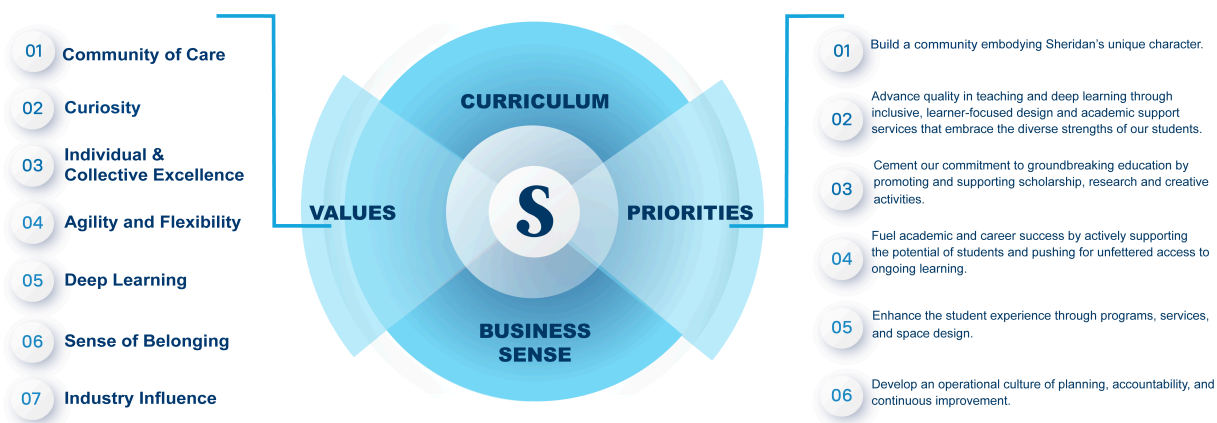 01 Community of Care
02 Curiosity
03 Individual &
Collective Excellence
04 Agility and Flexibility
05 Deep Learning
06 Sense of Belonging
07 Industry Influence
CURRICULUM
VALUES
S
PRIORITIES
BUSINESS
SENSE
01 Build a community embodying Sheridan’s unique character.
02 Advance quality in teaching and deep learning through
inclusive, learner-focused design and academic support
services that embrace the diverse strengths of our students.
03 Cement our commitment to groundbreaking education by
promoting and supporting scholarship, research and creative
activities.
04 Fuel academic and career success by actively supporting
the potential of students and pushing for unfettered access to
ongoing learning.
05 Enhance the student experience through programs, services,
and space design.
06 Develop an operational culture of planning, accountability, and
continuous improvement.